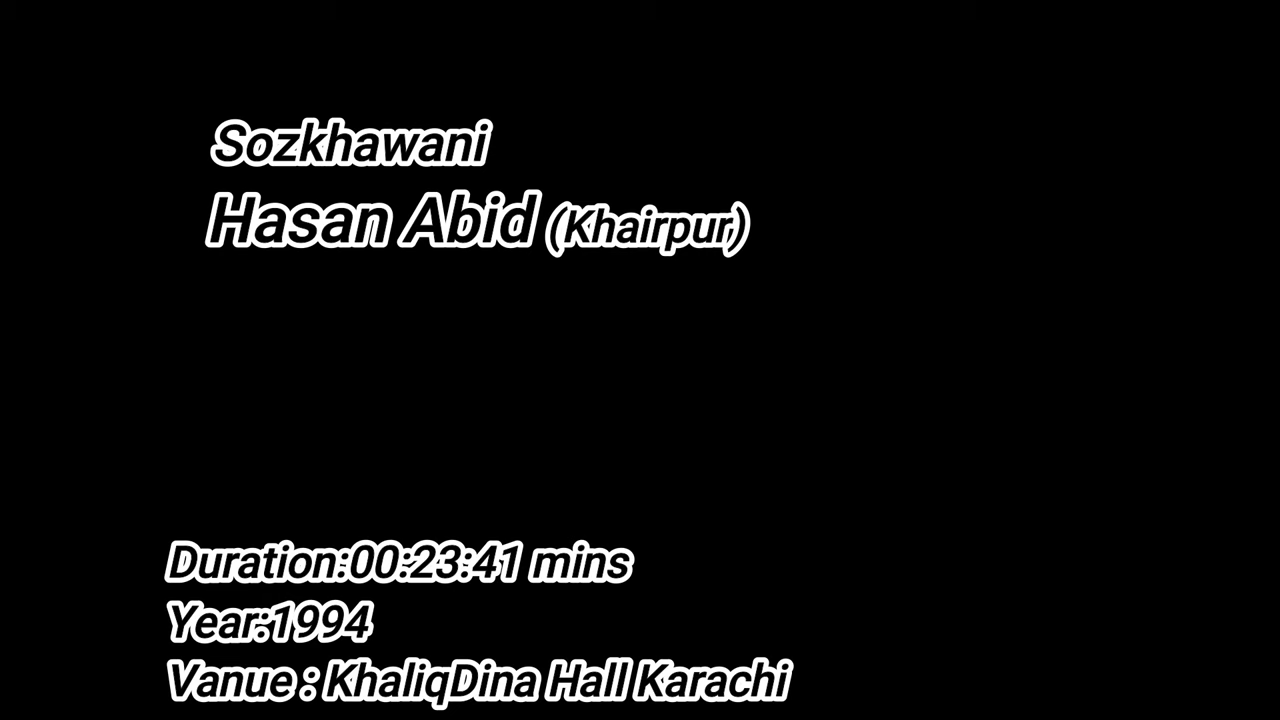 Sozkhawani
Hasan Abid (Khairpur)
Duration:00:23:41 mins
Year:1994
Vanue : KhaliqDina Hall Karachi